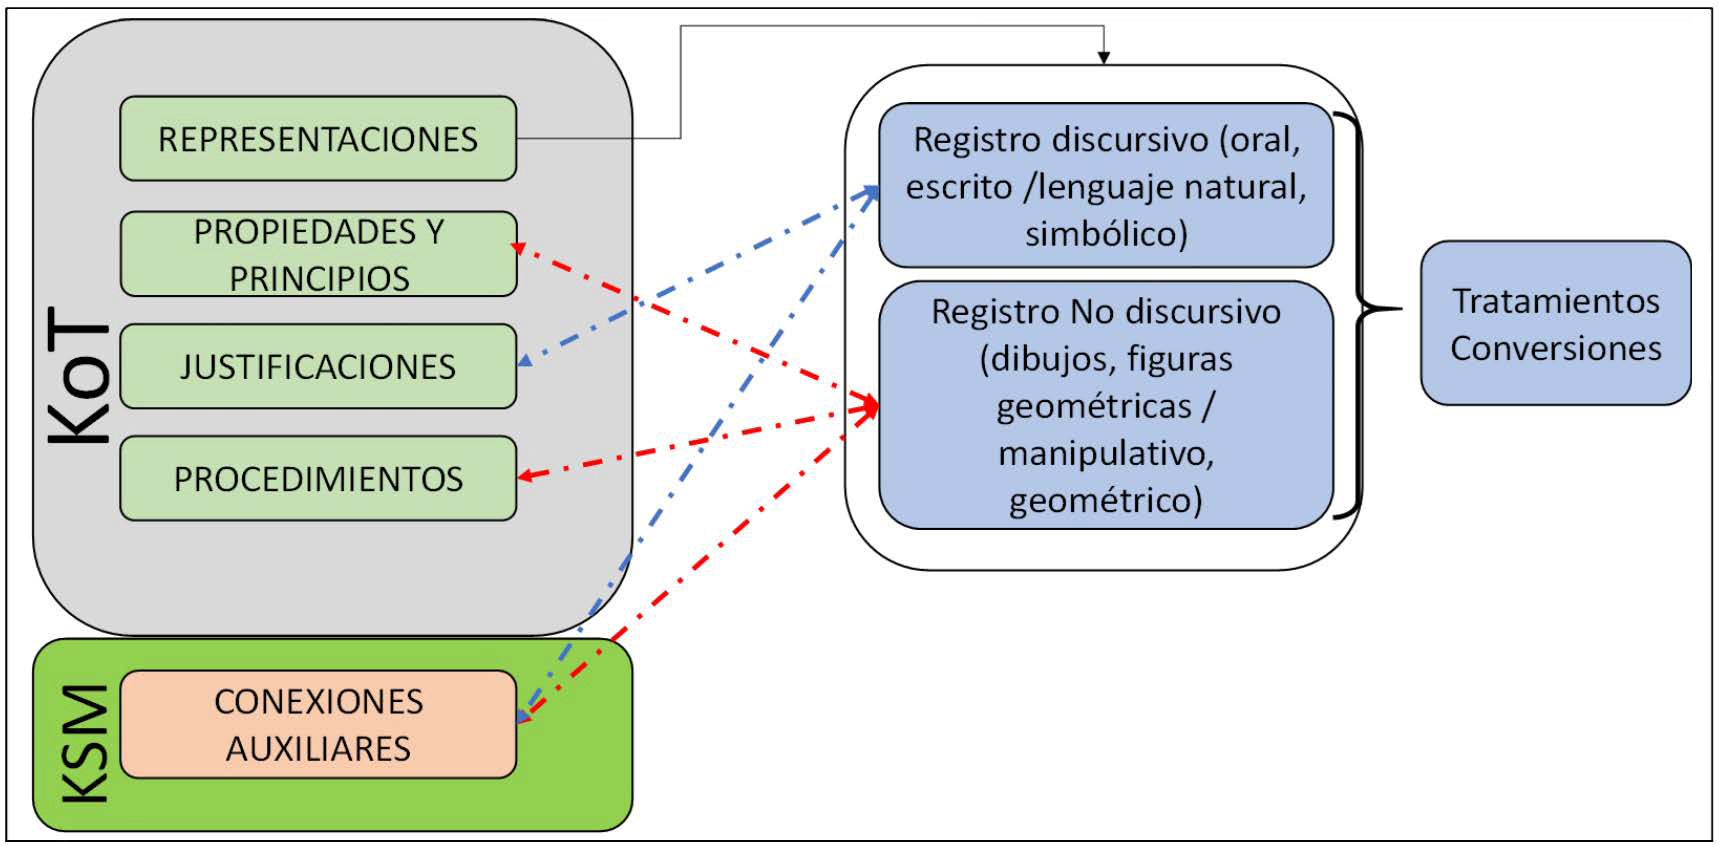 KoT
REPRESENTACIONES
PROPIEDADES Y
PRINCIPIOS
JUSTIFICACIONES
PROCEDIMIENTOS
KSM
CONEXIONES
AUXILIARES
Registro discursivo (oral,
escrito /lenguaje natural,
simbólico)
Registro No discursivo
(dibujos, figuras
geométricas /
manipulativo,
geométrico)
Tratamientos
Conversiones